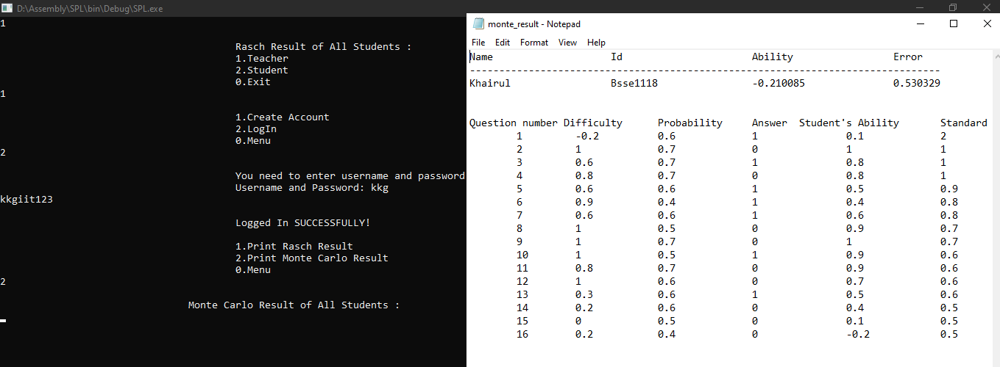 D:\Assembly\SPL\bin\Debug\SPL.exe
1
Rasch Result of All Students :
1.Teacher
2.Student
0.Exit
1
1.Create Account
2.LogIn
0.Menu
2
You need to enter username and password
Username and Password: kkg
kkgiit123
Logged In SUCCESSFULLY!
1.Print Rasch Result
2.Print Monte Carlo Result
0.Menu
2
Monte Carlo Result of All Students :
monte_result - Notepad
File Edit Format View Help
Name Id Ability Error
--------------------------------------------------------------------------------
Khairul Bsse1118 -0.210085 0.530329
Question number Difficulty Probability Answer Student's Ability Standard
1 -0.2 0.6 1 0.1 2
2 1 0.7 0 1 1
3 0.6 0.7 1 0.8 1
4 0.8 0.7 0 0.8 1
5 0.6 0.6 1 0.5 0.9
6 0.9 0.4 1 0.4 0.8
7 0.6 0.6 1 0.6 0.8
8 1 0.5 0 0.9 0.7
9 1 0.7 0 1 0.7
10 1 0.5 1 0.9 0.6
11 0.8 0.7 0 0.9 0.6
12 1 0.6 0 0.7 0.6
13 0.3 0.6 1 0.5 0.6
14 0.2 0.6 0 0.4 0.5
15 0 0.5 0 0.1 0.5
16 0.2 0.4 0 -0.2 0.5